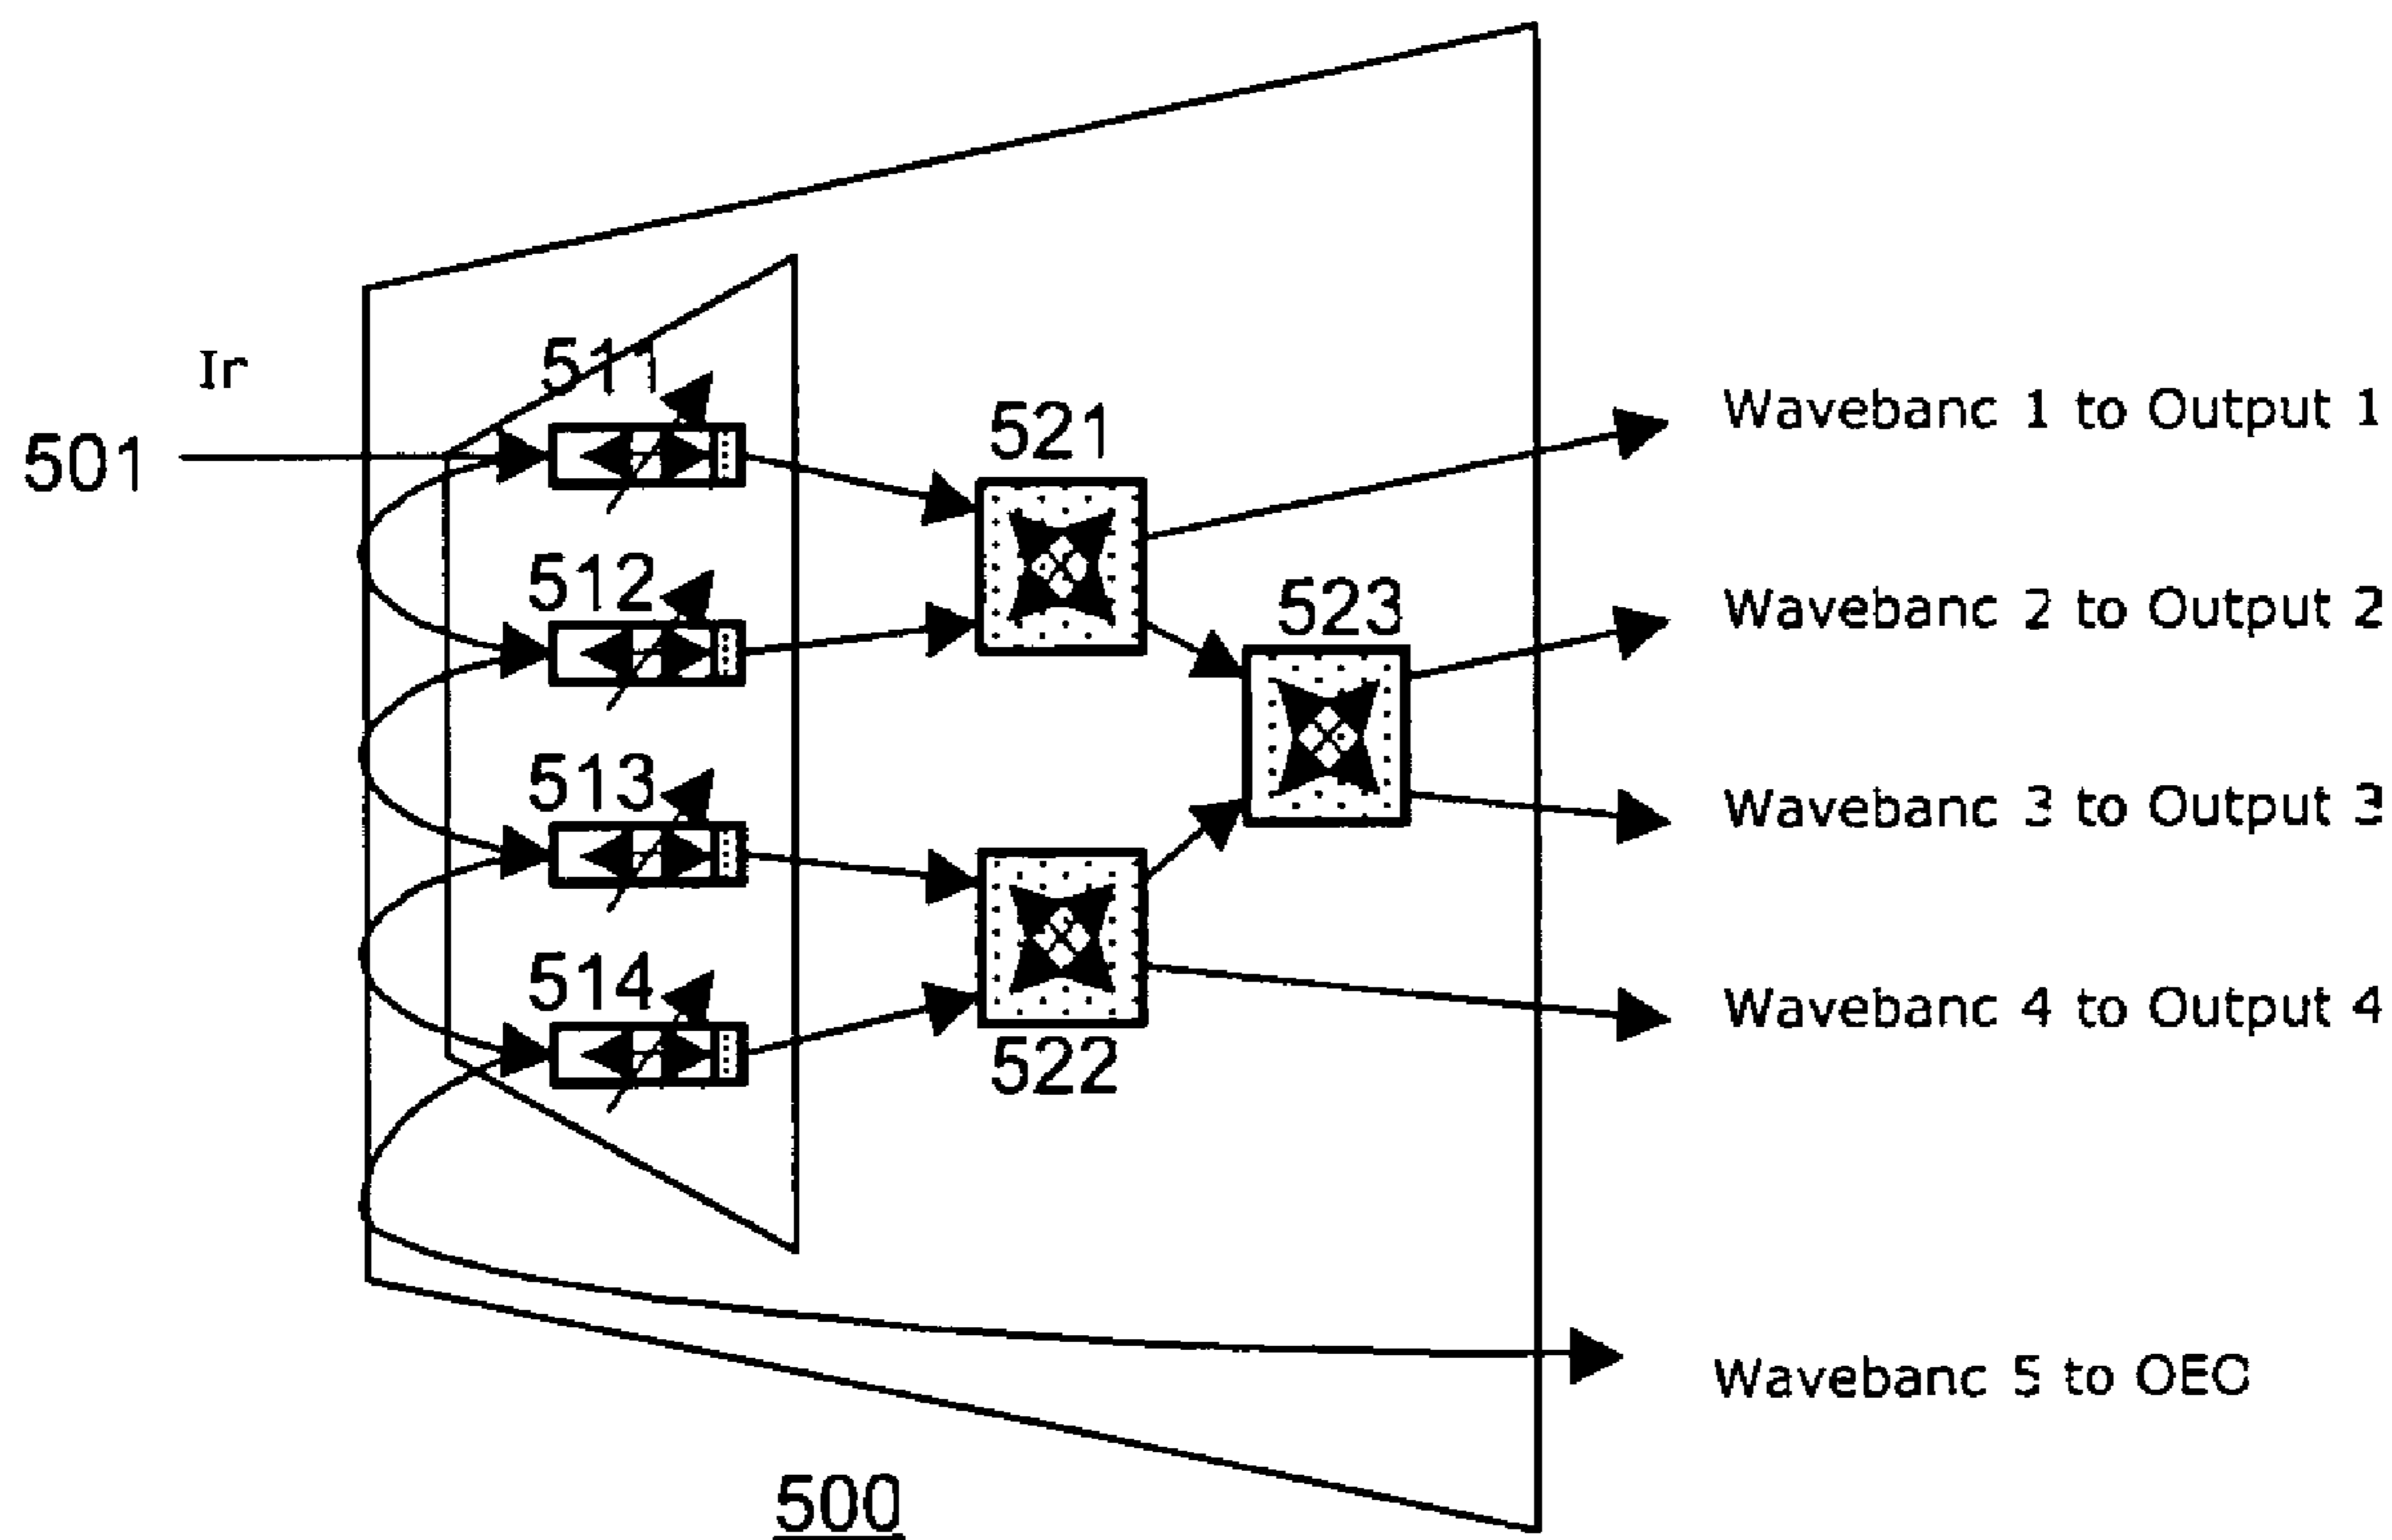 Ir
501
511
521
Wavebanc 1 to Output 1
512
523
Wavebanc 2 to Output 2
513
Wavebanc 3 to Output 3
514
522
Wavebanc 4 to Output 4
Wavebanc 5 to OEO
500